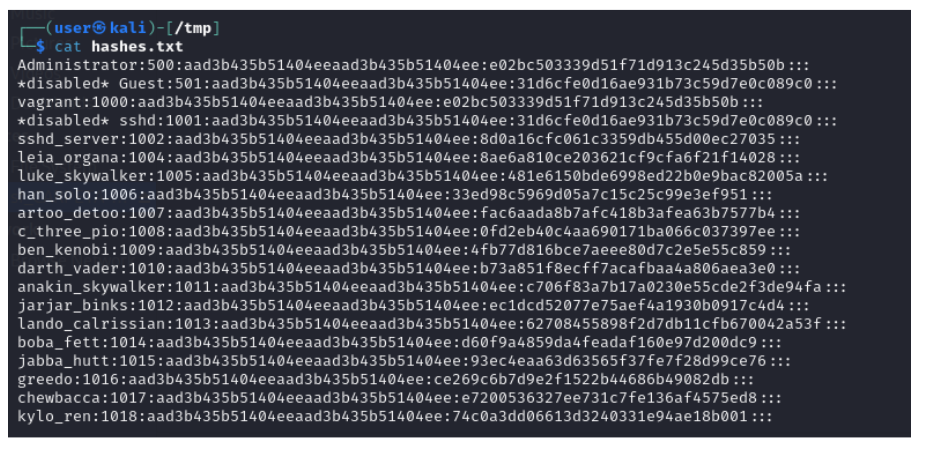 ┌──(user㉿kali)-[/tmp]
└─$ cat hashes.txt
Administrator:500:aad3b435b51404eeaad3b435b51404ee:e02bc503339d51f71d913c245d35b50b:::
*disabled* Guest:501:aad3b435b51404eeaad3b435b51404ee:31d6cfe0d16ae931b73c59d7e0c089c0:::
vagrant:1000:aad3b435b51404eeaad3b435b51404ee:e02bc503339d51f71d913c245d35b50b:::
*disabled* sshd:1001:aad3b435b51404eeaad3b435b51404ee:31d6cfe0d16ae931b73c59d7e0c089c0:::
sshd_server:1002:aad3b435b51404eeaad3b435b51404ee:8d0a16cfc061c3359db455d00ec27035:::
leia_organa:1004:aad3b435b51404eeaad3b435b51404ee:8ae6a810ce203621cf9cfa6f21f14028:::
luke_skywalker:1005:aad3b435b51404eeaad3b435b51404ee:481e6150bde6998ed22b0e9bac82005a:::
han_solo:1006:aad3b435b51404eeaad3b435b51404ee:33ed98c5969d05a7c15c25c99e3ef951:::
artoo_detoo:1007:aad3b435b51404eeaad3b435b51404ee:fac6aada8b7afc418b3afea63b7577b4:::
c_three_pio:1008:aad3b435b51404eeaad3b435b51404ee:0fd2eb40c4aa690171ba066c037397ee:::
ben_kenobi:1009:aad3b435b51404eeaad3b435b51404ee:4fb77d816bce7aeee80d7c2e5e55c859:::
darth_vader:1010:aad3b435b51404eeaad3b435b51404ee:b73a851f8ecff7acafbaa4a806aea3e0:::
anakin_skywalker:1011:aad3b435b51404eeaad3b435b51404ee:c706f83a7b17a0230e55cde2f3de94fa:::
jarjar_binks:1012:aad3b435b51404eeaad3b435b51404ee:ec1dcd52077e75aef4a1930b0917c4d4:::
lando_calrissian:1013:aad3b435b51404eeaad3b435b51404ee:62708455898f2d7db11cfb670042a53f:::
boba_fett:1014:aad3b435b51404eeaad3b435b51404ee:d60f9a4859da4feadaf160e97d200dc9:::
jabba_hutt:1015:aad3b435b51404eeaad3b435b51404ee:93ec4eaa63d63565f37fe7f28d99ce76:::
greedo:1016:aad3b435b51404eeaad3b435b51404ee:ce269c6b7d9e2f1522b44686b49082db:::
chewbacca:1017:aad3b435b51404eeaad3b435b51404ee:e7200536327ee731c7fe136af4575ed8:::
kylo_ren:1018:aad3b435b51404eeaad3b435b51404ee:74c0a3dd06613d3240331e94ae18b001:::